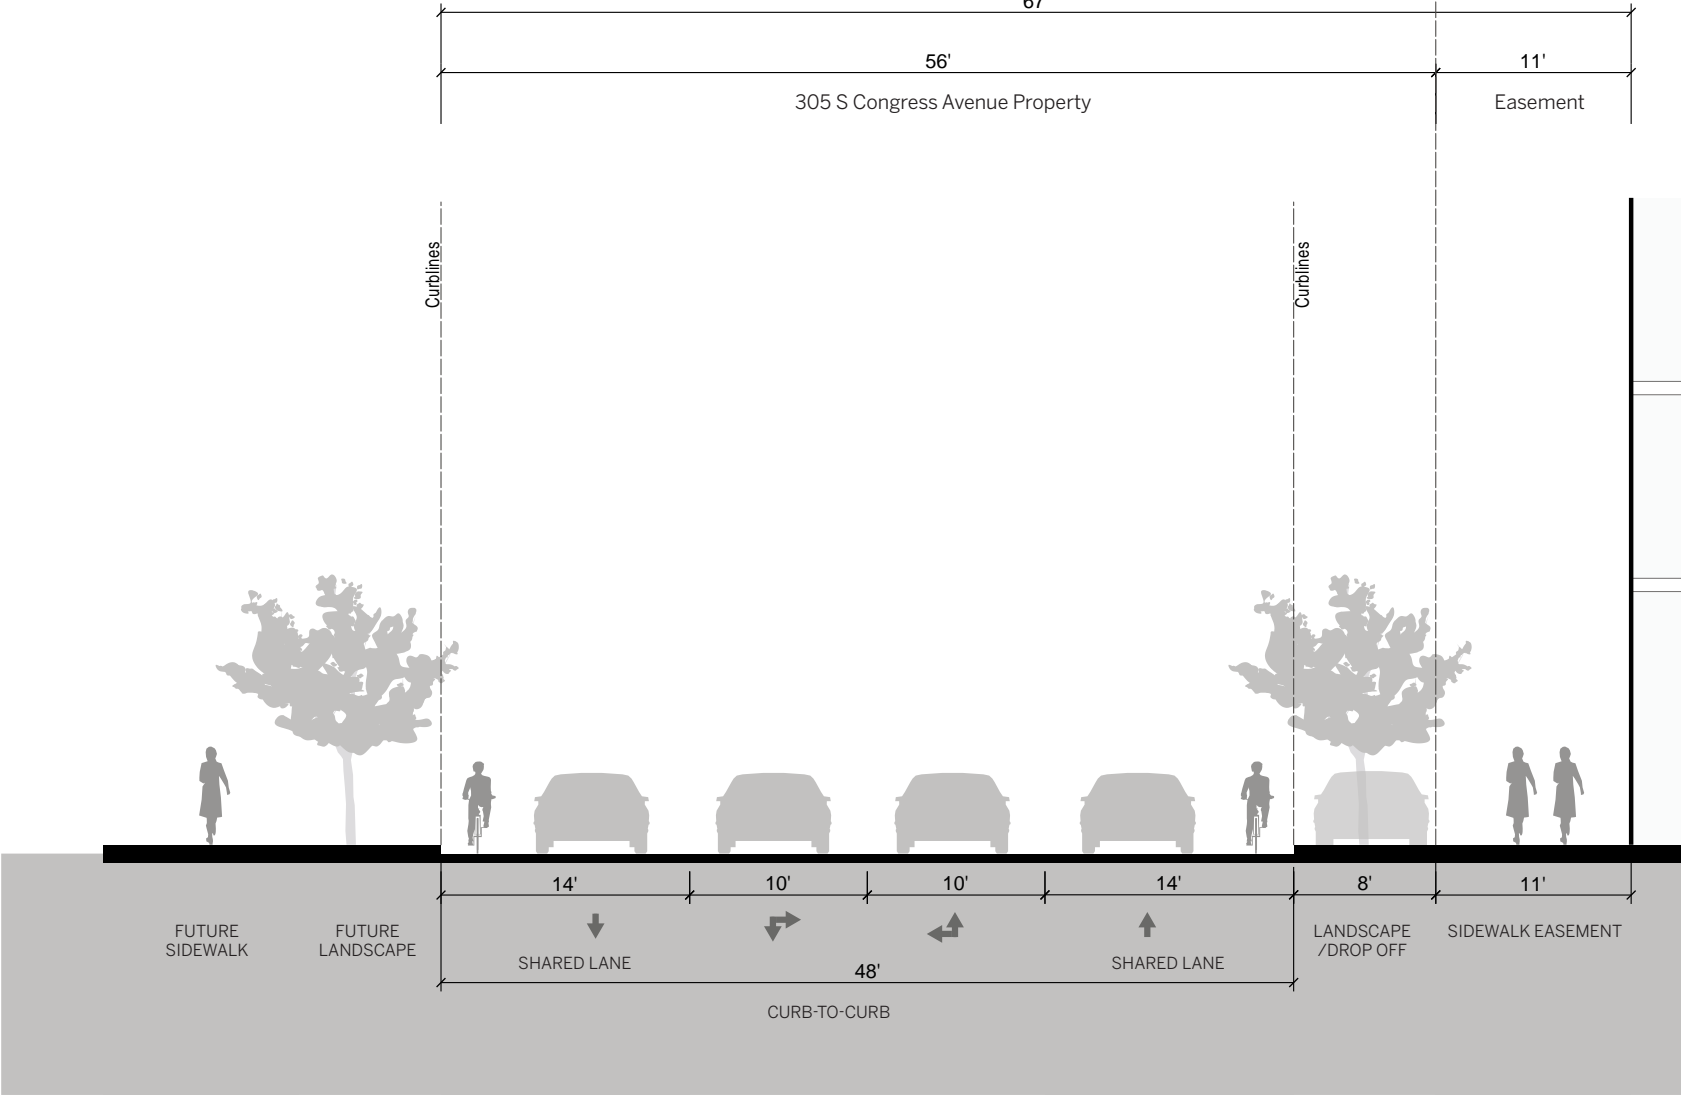 67'
56'
11'
305 S Congress Avenue Property
Easement
Curblines
Curblines
14'
10'
10'
14'
8'
11'
FUTURE
SIDEWALK
FUTURE
LANDSCAPE
SHARED LANE
SHARED LANE
LANDSCAPE
/DROP OFF
SIDEWALK EASEMENT
48'
CURB-TO-CURB